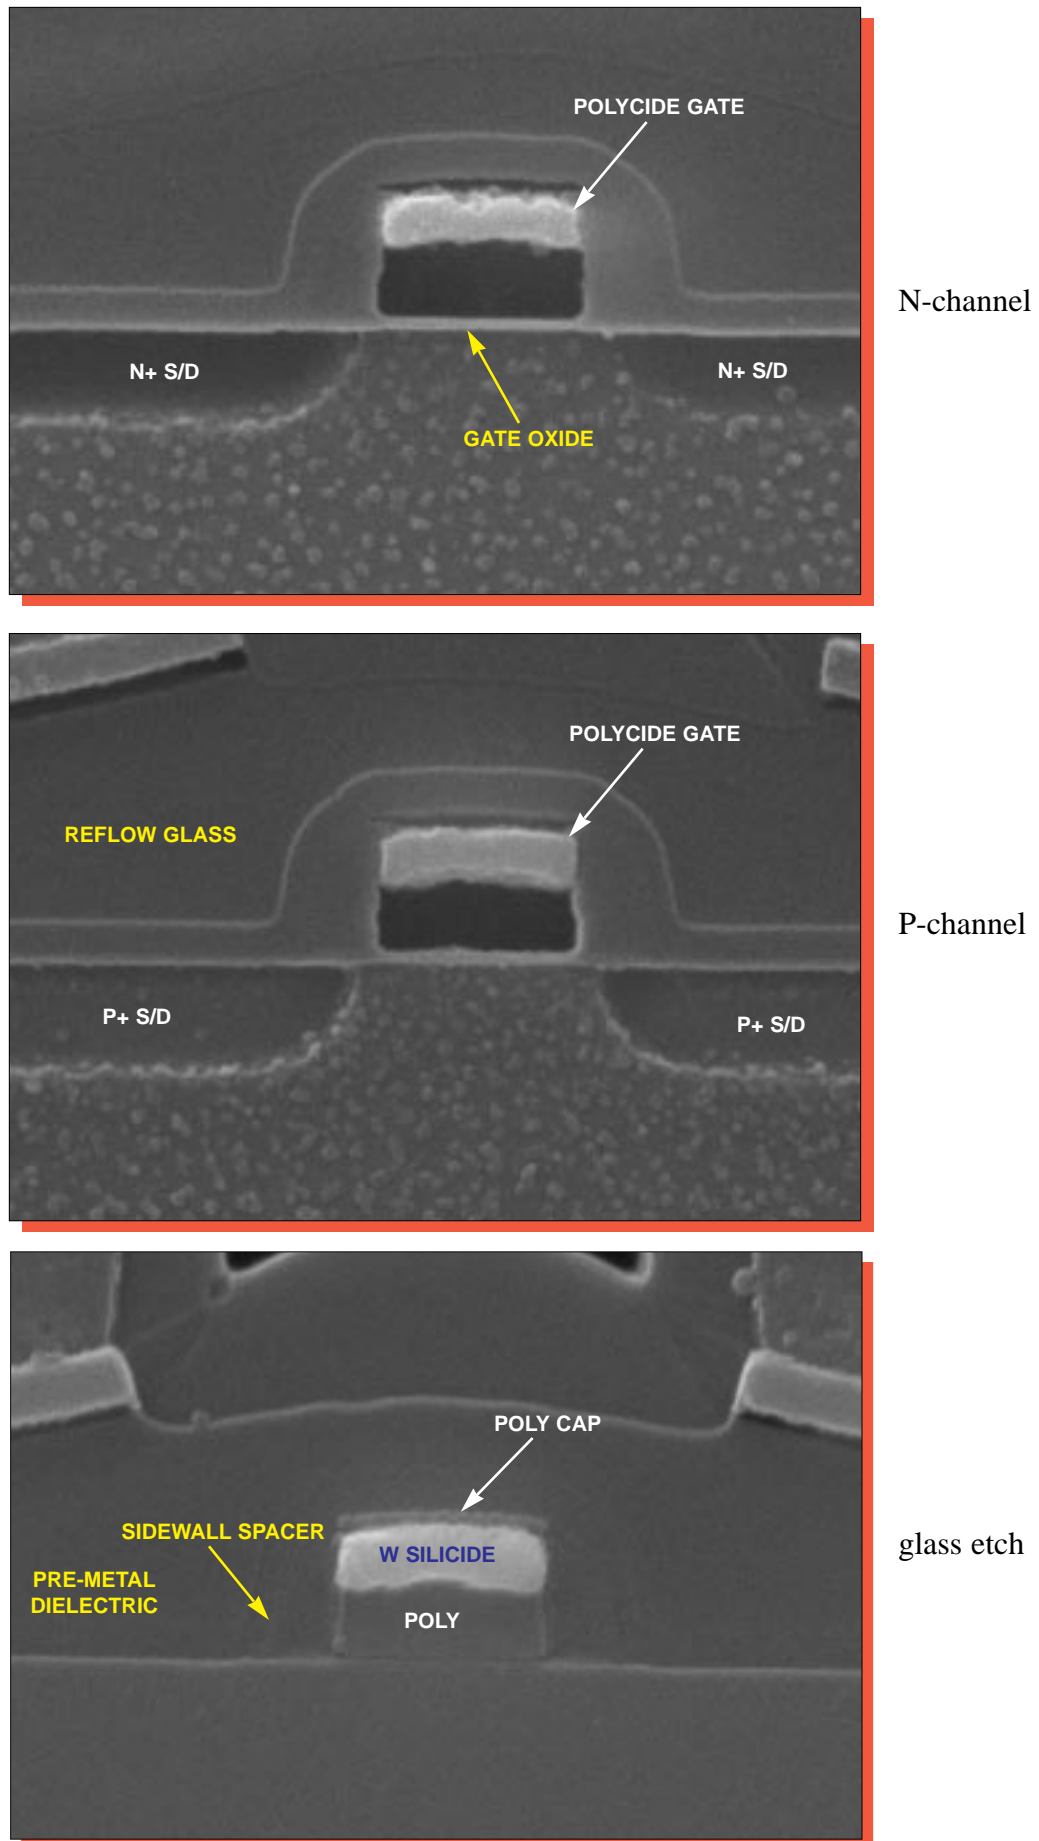 POLYCIDE GATE
N-channel
N+ S/D
N+ S/D
GATE OXIDE
POLYCIDE GATE
REFLOW GLASS
P-channel
P+ S/D
P+ S/D
POLY CAP
SIDEWALL SPACER
W SILICIDE
glass etch
PRE-METAL
DIELECTRIC
POLY